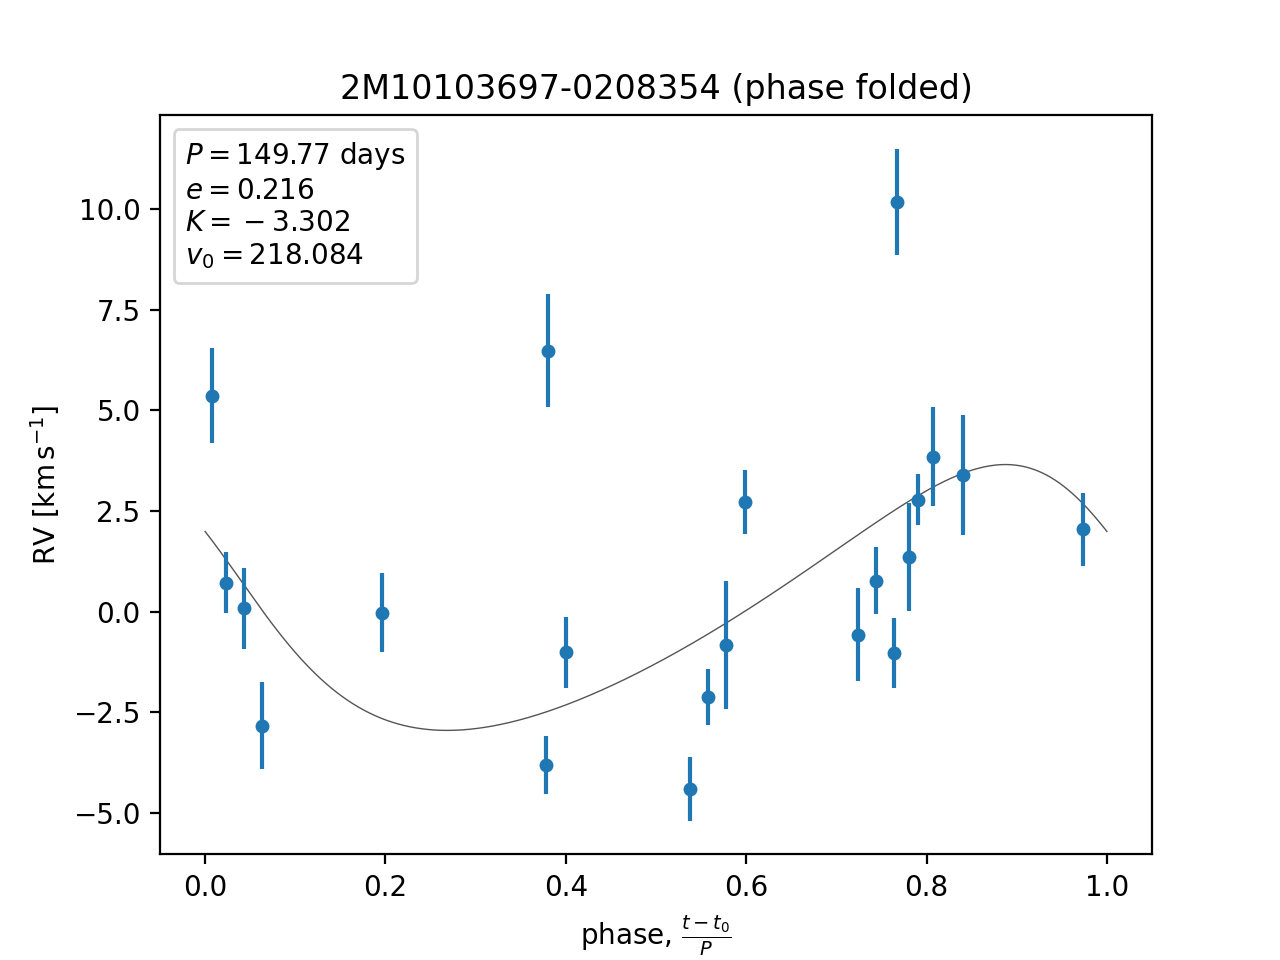 2M10103697-0208354 (phase folded)
P = 149.77 days
e = 0.216
K = −3.302
v₀ = 218.084
10.0
7.5
5.0
2.5
0.0
−2.5
−5.0
RV [km s⁻¹]
0.0 0.2 0.4 0.6 0.8 1.0
phase, (t − t₀)/P